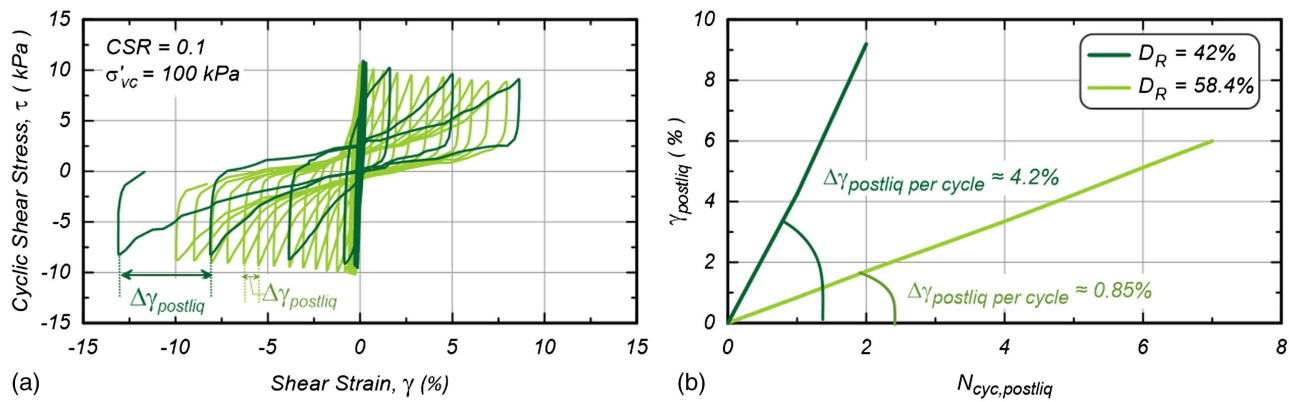 15
10
5
0
-5
-10
-15
Cyclic Shear Stress, τ ( kPa)
CSR = 0.1
σ'vc = 100 kPa
Δγpostliq
Δγpostliq
-15 -10 -5 0 5 10 15
Shear Strain, γ (%)
(a)
10
8
6
4
2
0
γpostliq ( % )
DR = 42%
DR = 58.4%
Δγpostliq per cycle ≈ 4.2%
Δγpostliq per cycle ≈ 0.85%
0 2 4 6 8
Ncyc,postliq
(b)